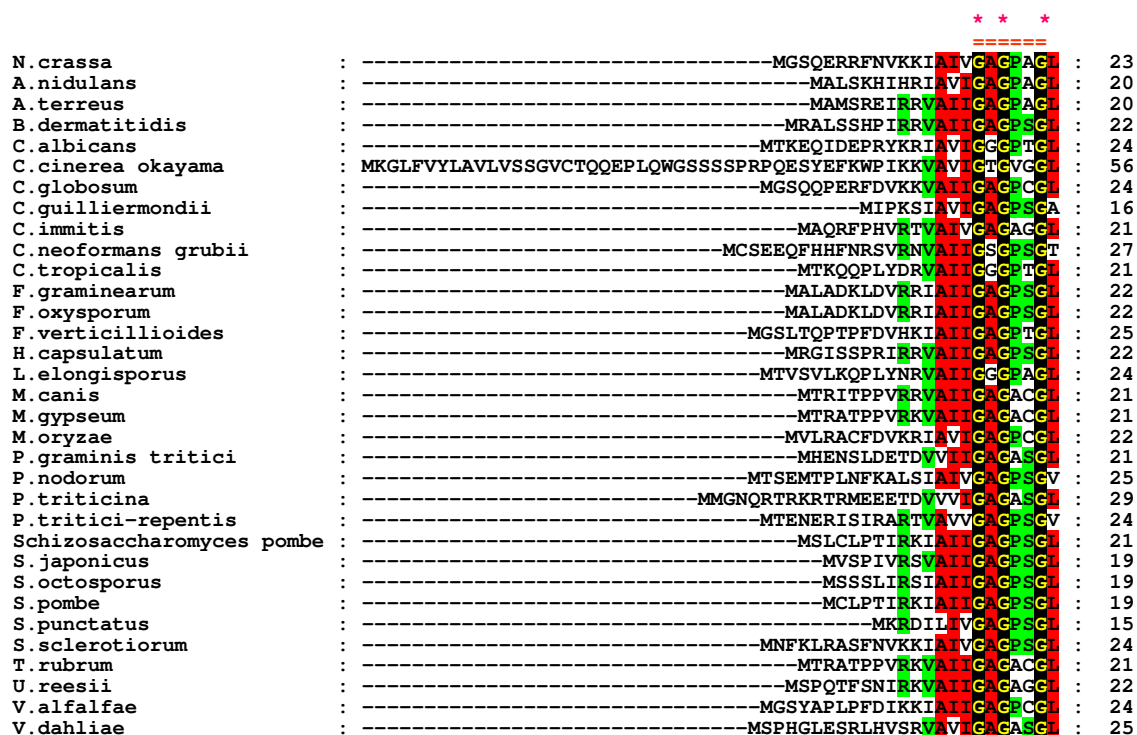 * * *
======
N.crassa : ---------------------------------MGSQERRFNVKKIAIVGAGPAGL : 23
A.nidulans : ------------------------------------MALSKHIHRIAVIGAGPAGL : 20
A.terreus : ------------------------------------MAMSREIRRVAIIGAGPAGL : 20
B.dermatitidis : ----------------------------------MRALSSHPIRRVAIIGAGPSGL : 22
C.albicans : --------------------------------MTKEQIDEPRYKRIAVIGGGPTGL : 24
C.cinerea okayama : MKGLFVYLAVLVSSGVCTQQEPLQWGSSSSPRPQESYEFKWPIKKVAVIGTGVGGL : 56
C.globosum : --------------------------------MGSQQPERFDVKKVAIIGAGPCGL : 24
C.guilliermondii : ----------------------------------------MIPKSIAVIGAGPSGA : 16
C.immitis : -----------------------------------MAQRFPHVRTVAIVGAGAGGL : 21
C.neoformans grubii : -----------------------------MCSEEQFHHFNRSVRNVAIIGSGPSGT : 27
C.tropicalis : -----------------------------------MTKQQPLYDRVAIIGGGPTGL : 21
F.graminearum : ----------------------------------MALADKLDVRRIAIIGAGPSGL : 22
F.oxysporum : ----------------------------------MALADKLDVRRIAIIGAGPSGL : 22
F.verticillioides : -------------------------------MGSLTQPTPFDVHKIAIIGAGPTGL : 25
H.capsulatum : ----------------------------------MRGISSPRIRRVAIIGAGPSGL : 22
L.elongisporus : --------------------------------MTVSVLKQPLYNRVAIIGGGPAGL : 24
M.canis : -----------------------------------MTRITPPVRRVAIIGAGACGL : 21
M.gypseum : -----------------------------------MTRATPPVRKVAIIGAGACGL : 21
M.oryzae : ----------------------------------MVLRACFDVKRIAVIGAGPCGL : 22
P.graminis tritici : -----------------------------------MHENSLDETDVVIIGAGASGL : 21
P.nodorum : -------------------------------MTSEMTPLNFKALSIAIVGAGPSGV : 25
P.triticina : ---------------------------MMGNQRTRKRTRMEEETDVVVIGAGASGL : 29
P.tritici-repentis : --------------------------------MTENERISIRARTVAVVGAGPSGV : 24
Schizosaccharomyces pombe : -----------------------------------MSLCLPTIRKIAIIGAGPSGL : 21
S.japonicus : -------------------------------------MVSPIVRSVAIIGAGPSGL : 19
S.octosporus : -------------------------------------MSSSLIRSIAIIGAGPSGL : 19
S.pombe : -------------------------------------MCLPTIRKIAIIGAGPSGL : 19
S.punctatus : -----------------------------------------MKRDILIVGAGPSGL : 15
S.sclerotiorum : --------------------------------MNFKLRASFNVKKIAIVGAGPSGL : 24
T.rubrum : -----------------------------------MTRATPPVRKVAIIGAGACGL : 21
U.reesii : ----------------------------------MSPQTFSNIRKVAIIGAGAGGL : 22
V.alfalfae : --------------------------------MGSYAPLPFDIKKIAIIGAGPCGL : 24
V.dahliae : -------------------------------MSPHGLESRLHVSRVAVIGAGASGL : 25